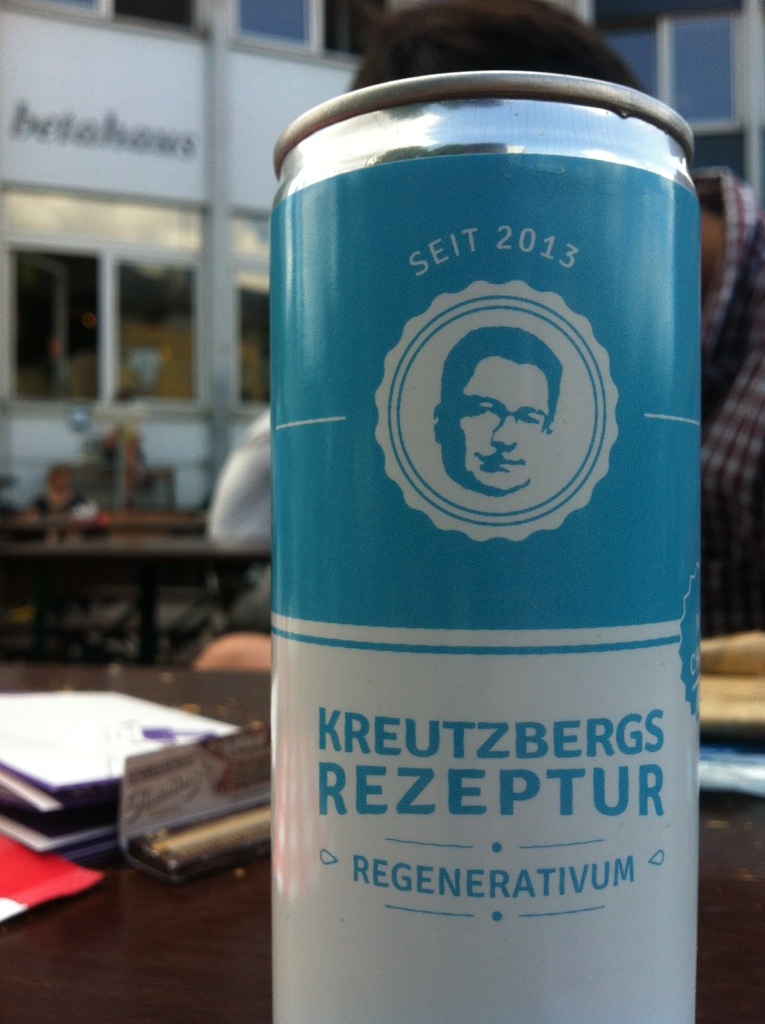 betahaus
SEIT 2013
KREUTZBERGS
REZEPTUR
REGENERATIVUM